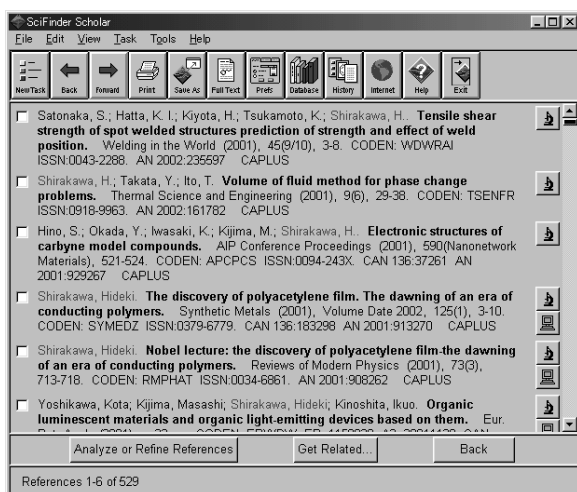 SciFinder Scholar
File Edit View Task Tools Help
New Task Back Forward Print Save As Full Text Prefs Database History Internet Help Exit
Satonaka, S.; Hatta, K. I.; Kiyota, H.; Tsukamoto, K.; Shirakawa, H.. Tensile shear
strength of spot welded structures prediction of strength and effect of weld
position. Welding in the World (2001), 45(9/10), 3-8. CODEN: WDWRAI
ISSN:0043-2288. AN 2002:235597 CAPLUS
Shirakawa, H.; Takata, Y.; Ito, T. Volume of fluid method for phase change
problems. Thermal Science and Engineering (2001), 9(6), 29-38. CODEN: TSENFR
ISSN:0918-9963. AN 2002:161782 CAPLUS
Hino, S.; Okada, Y.; Iwasaki, K.; Kijima, M.; Shirakawa, H.. Electronic structures of
carbyne model compounds. AIP Conference Proceedings (2001), 590(Nanonetwork
Materials), 521-524. CODEN: APCPCS ISSN:0094-243X. CAN 136:37261 AN
2001:929267 CAPLUS
Shirakawa, Hideki. The discovery of polyacetylene film. The dawning of an era of
conducting polymers. Synthetic Metals (2001), Volume Date 2002, 125(1), 3-10.
CODEN: SYMEDZ ISSN:0379-6779. CAN 136:183298 AN 2001:913270 CAPLUS
Shirakawa, Hideki. Nobel lecture: the discovery of polyacetylene film-the dawning
of an era of conducting polymers. Reviews of Modern Physics (2001), 73(3),
713-718. CODEN: RMPHAT ISSN:0034-6861. AN 2001:908262 CAPLUS
Yoshikawa, Kota; Kijima, Masashi; Shirakawa, Hideki; Kinoshita, Ikuo. Organic
luminescent materials and organic light-emitting devices based on them. Eur.
Analyze or Refine References Get Related... Back
References 1-6 of 529